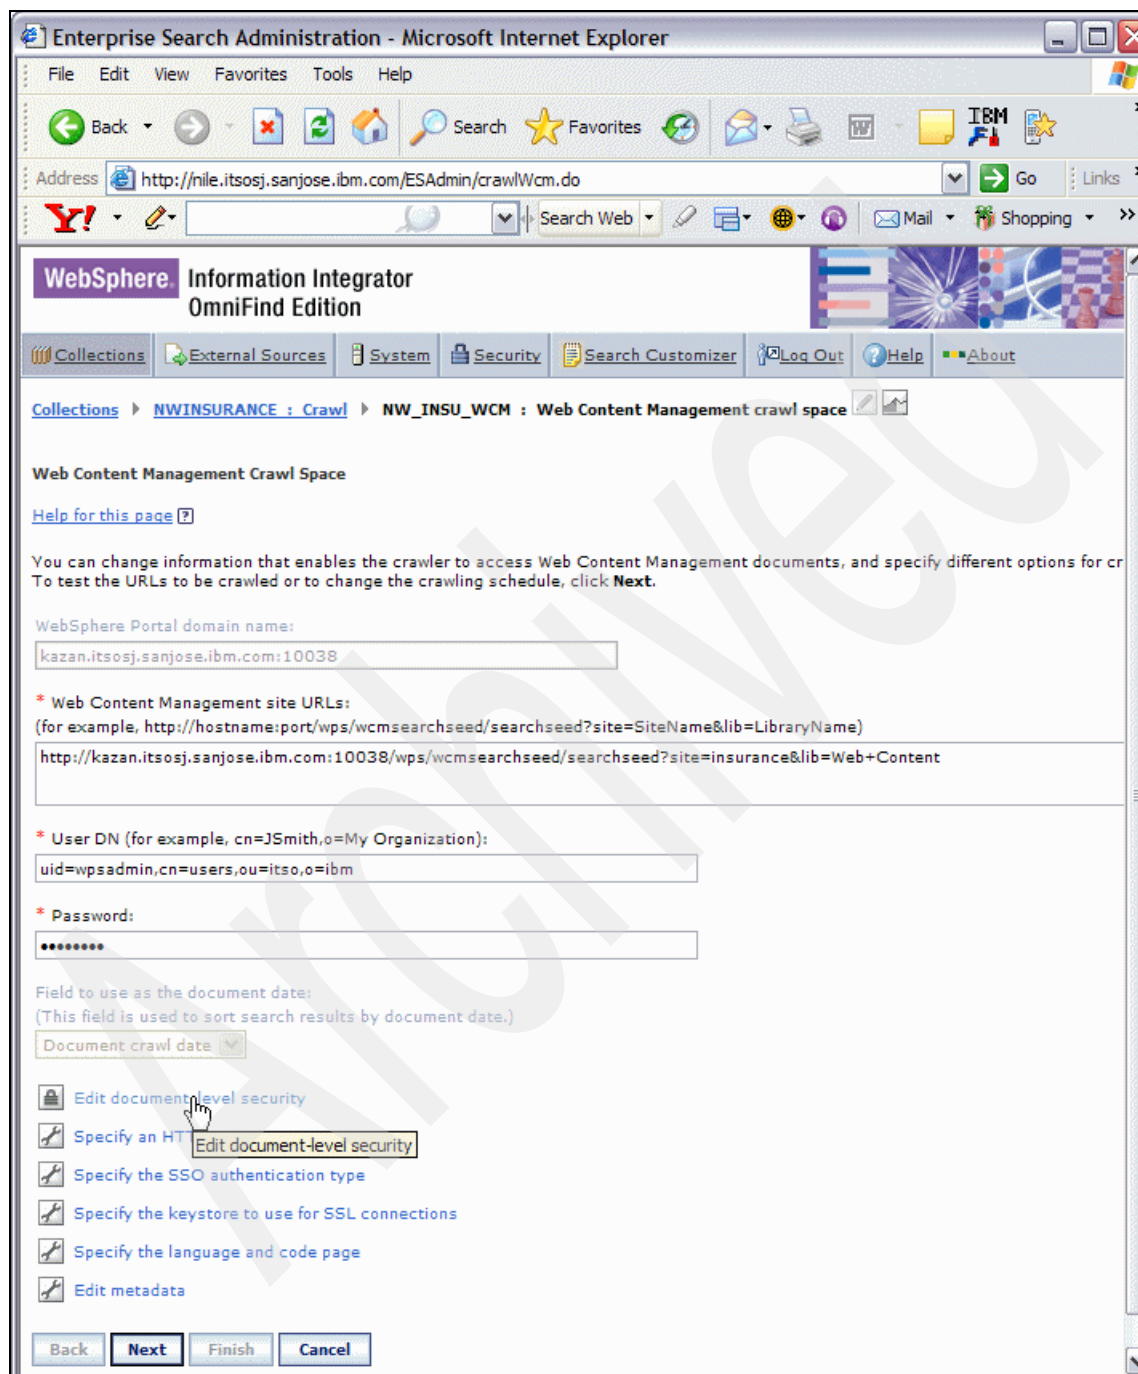 Enterprise Search Administration - Microsoft Internet Explorer
File Edit View Favorites Tools Help
Back Search Favorites IBM
Address http://nile.itsosj.sanjose.ibm.com/ESAdmin/crawlWcm.do Go Links
Y! Search Web Mail Shopping »
WebSphere. Information Integrator
OmniFind Edition
Collections External Sources System Security Search Customizer Log Out Help About
Collections NWINSURANCE : Crawl NW_INSU_WCM : Web Content Management crawl space
Web Content Management Crawl Space
Help for this page ?
You can change information that enables the crawler to access Web Content Management documents, and specify different options for cr
To test the URLs to be crawled or to change the crawling schedule, click Next.
WebSphere Portal domain name:
kazan.itsosj.sanjose.ibm.com:10038
* Web Content Management site URLs:
(for example, http://hostname:port/wps/wcmsearchseed/searchseed?site=SiteName&lib=LibraryName)
http://kazan.itsosj.sanjose.ibm.com:10038/wps/wcmsearchseed/searchseed?site=insurance&lib=Web+Content
* User DN (for example, cn=JSmith,o=My Organization):
uid=wpsadmin,cn=users,ou=itso,o=ibm
* Password:
••••••••
Field to use as the document date:
(This field is used to sort search results by document date.)
Document crawl date
Edit document-level security
Specify an HT
Edit document-level security
Specify the SSO authentication type
Specify the keystore to use for SSL connections
Specify the language and code page
Edit metadata
Back Next Finish Cancel
Archived